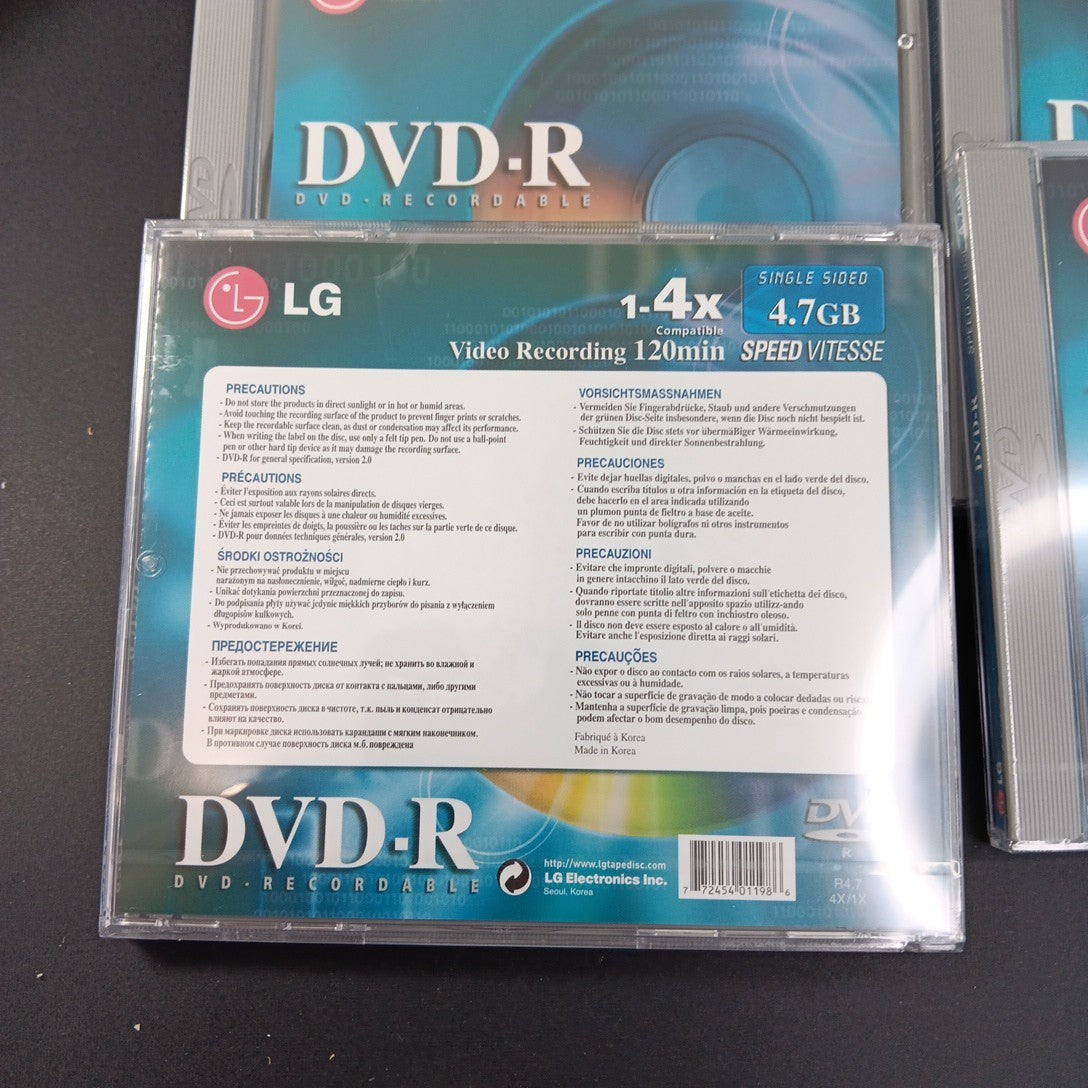 DVD-R
DVD-RECORDABLE
LG
1-4x
Compatible
SINGLE SIDED
4.7GB
Video Recording 120min
SPEED VITESSE
PRECAUTIONS
- Do not store the products in direct sunlight or in hot or humid areas.
- Avoid touching the recording surface of the product to prevent finger prints or scratches.
- Keep the recordable surface clean, as dust or condensation may affect its performance.
- When writing the label on the disc, use only a felt tip pen. Do not use a ball-point
pen or other hard tip device as it may damage the recording surface.
- DVD-R for general specification, version 2.0
PRÉCAUTIONS
- Éviter l'exposition aux rayons solaires directs.
- Ceci est surtout valable lors de la manipulation de disques vierges.
- Ne jamais exposer les disques à une chaleur ou humidité excessives.
- Éviter les empreintes de doigts, la poussière ou les taches sur la partie verte de ce disque.
- DVD-R pour données techniques générales, version 2.0
ŚRODKI OSTROŻNOŚCI
- Nie przechowywać produktu w miejscu
narażonym na nasłonecznienie, wilgoć, nadmierne ciepło i kurz.
- Unikać dotykania powierzchni przeznaczonej do zapisu.
- Do podpisania płyty używać jedynie miękkich przyborów do pisania z wyłączeniem
długopisów kulkowych.
- Wyprodukowano w Korei.
ПРЕДОСТЕРЕЖЕНИЕ
- Избегать попадания прямых солнечных лучей; не хранить во влажной и
жаркой атмосфере.
- Предохранять поверхность диска от контакта с пальцами, либо другими
предметами.
- Сохранять поверхность диска в чистоте, т.к. пыль и конденсат отрицательно
влияют на качество.
- При маркировке диска использовать карандаши с мягким наконечником.
В противном случае поверхность диска м.б. повреждена
VORSICHTSMASSNAHMEN
- Vermeiden Sie Fingerabdrücke, Staub und andere Verschmutzungen
der grünen Disc-Seite insbesondere, wenn die Disc noch nicht bespielt ist.
- Schützen Sie die Disc stets vor übermäßiger Wärmeeinwirkung,
Feuchtigkeit und direkter Sonnenbestrahlung.
PRECAUCIONES
- Evite dejar huellas digitales, polvo o manchas en el lado verde del disco.
- Cuando escriba títulos u otra información en la etiqueta del disco,
debe hacerlo en el area indicada utilizando
un plumon punta de fieltro a base de aceite.
Favor de no utilizar boligrafos ni otros instrumentos
para escribir con punta dura.
PRECAUZIONI
- Evitare che impronte digitali, polvere o macchie
in genere intacchino il lato verde del disco.
- Quando riportate titolio altre informazioni sull'etichetta dei disco,
dovranno essere scritte nell'apposito spazio utilizz-ando
solo penne con punta di feltro con inchiostro oleoso.
- Il disco non deve essere esposto al calore o all'umidità.
Evitare anche l'esposizione diretta ai raggi solari.
PRECAUÇÕES
- Não expor o disco ao contacto com os raios solares, a temperaturas
excessivas ou à humidade.
- Não tocar a superfície de gravação de modo a colocar dedadas ou
- Mantenha a superfície de gravação limpa, pois poeiras e condensação
podem afectar o bom desempenho do disco.
Fabriqué à Korea
Made in Korea
DVD-R
DVD-RECORDABLE
http://www.lgtapedisc.com
LG Electronics Inc.
Seoul, Korea
7 72454 01198 6
DVD
R
R4.7
4X/1X
DVD-R
LG